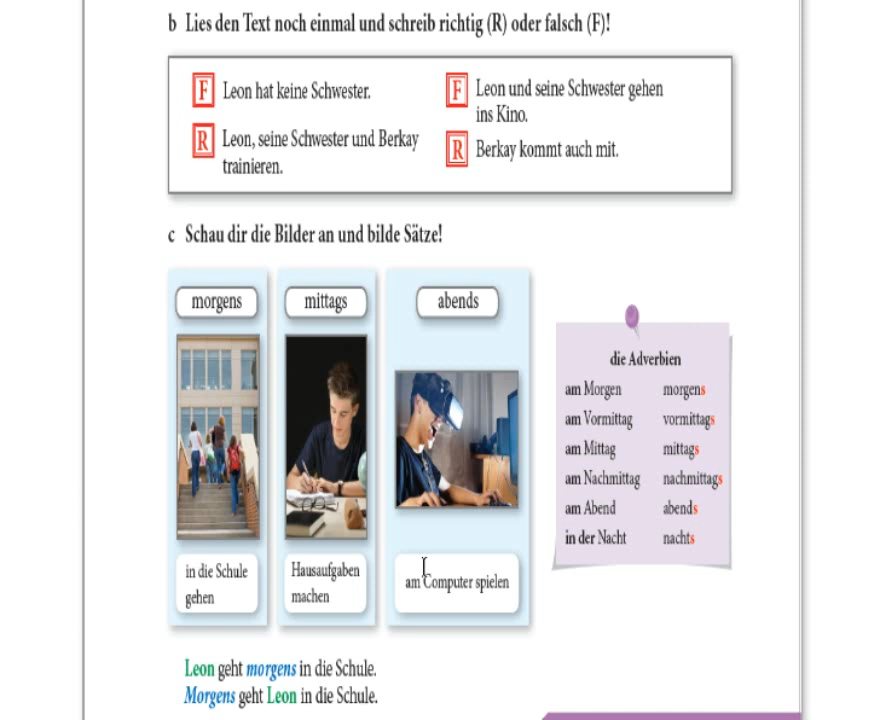 b Lies den Text noch einmal und schreib richtig (R) oder falsch (F)!
F Leon hat keine Schwester.
R Leon, seine Schwester und Berkay
trainieren.
F Leon und seine Schwester gehen
ins Kino.
R Berkay kommt auch mit.
c Schau dir die Bilder an und bilde Sätze!
morgens
in die Schule
gehen
mittags
Hausaufgaben
machen
abends
am Computer spielen
die Adverbien
am Morgen morgens
am Vormittag vormittags
am Mittag mittags
am Nachmittag nachmittags
am Abend abends
in der Nacht nachts
Leon geht morgens in die Schule.
Morgens geht Leon in die Schule.